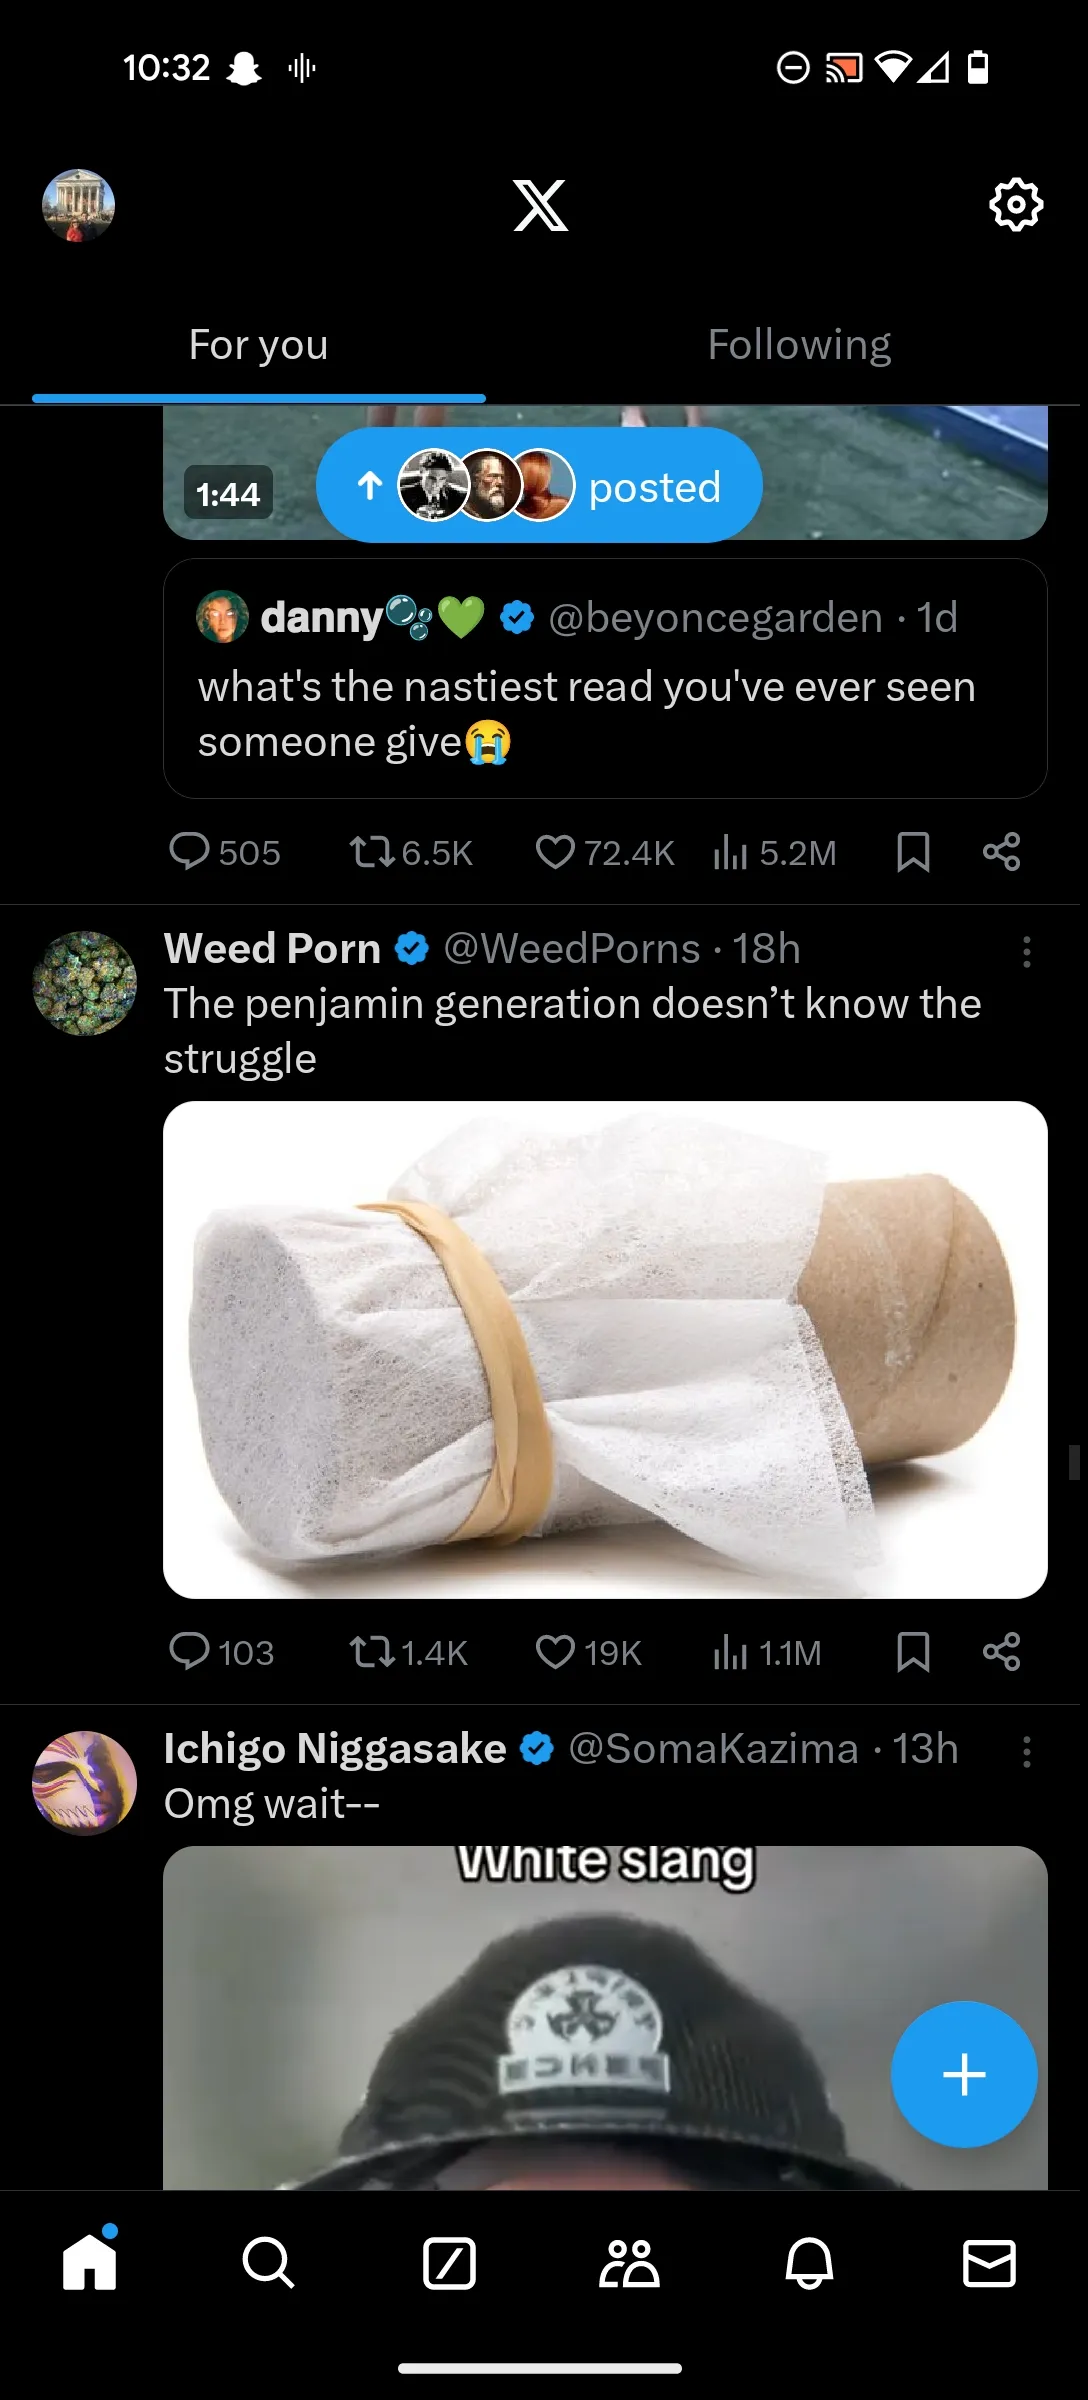 10:32
For you
Following
1:44
posted
danny🫧💚 @beyoncegarden · 1d
what's the nastiest read you've ever seen
someone give😭
505 6.5K 72.4K 5.2M
Weed Porn @WeedPorns · 18h
The penjamin generation doesn’t know the
struggle
103 1.4K 19K 1.1M
Ichigo Niggasake @SomaKazima · 13h
Omg wait--
White slang